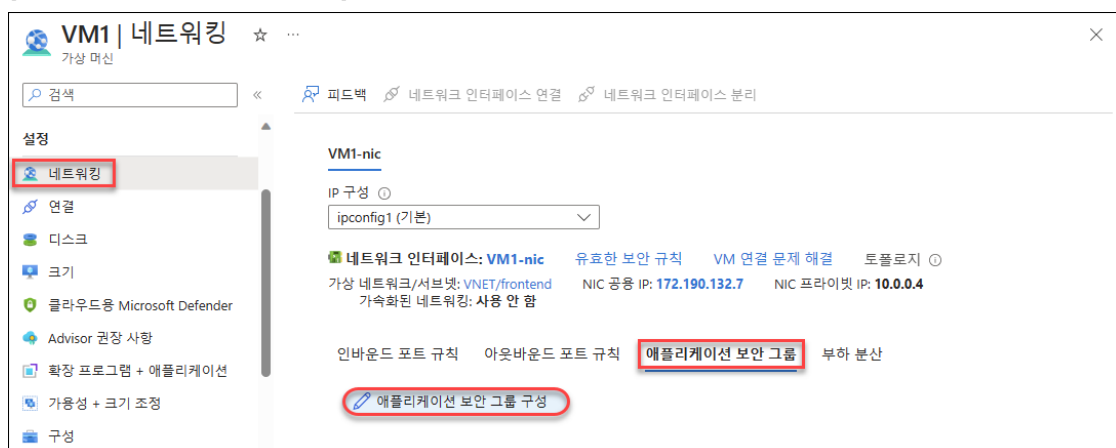 VM1 | 네트워킹 ☆ ...
가상 머신
검색
피드백 네트워크 인터페이스 연결 네트워크 인터페이스 분리
설정
네트워킹
연결
디스크
크기
클라우드용 Microsoft Defender
Advisor 권장 사항
확장 프로그램 + 애플리케이션
가용성 + 크기 조정
구성
VM1-nic
IP 구성
ipconfig1 (기본)
네트워크 인터페이스: VM1-nic 유효한 보안 규칙 VM 연결 문제 해결 토폴로지
가상 네트워크/서브넷: VNET/frontend NIC 공용 IP: 172.190.132.7 NIC 프라이빗 IP: 10.0.0.4
가속화된 네트워킹: 사용 안 함
인바운드 포트 규칙 아웃바운드 포트 규칙 애플리케이션 보안 그룹 부하 분산
애플리케이션 보안 그룹 구성